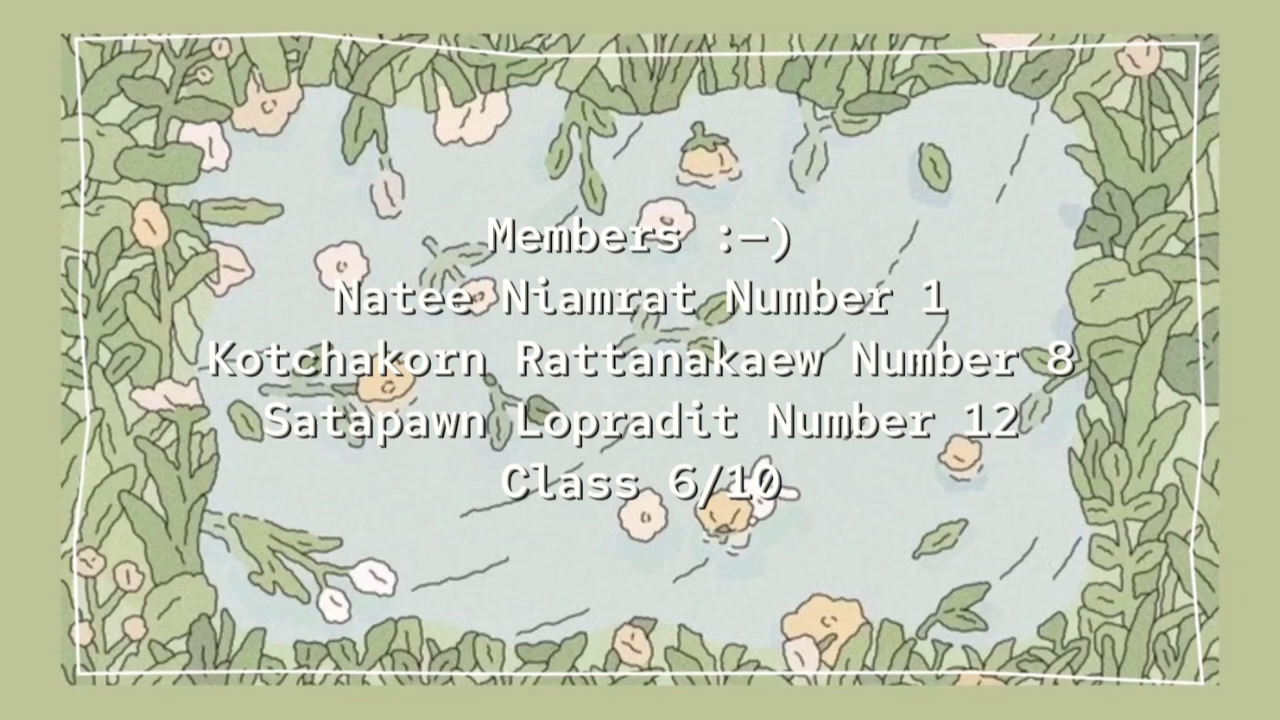 Members :-)
Natee Niamrat Number 1
Kotchakorn Rattanakaew Number 8
Satapawn Lopradit Number 12
Class 6/10